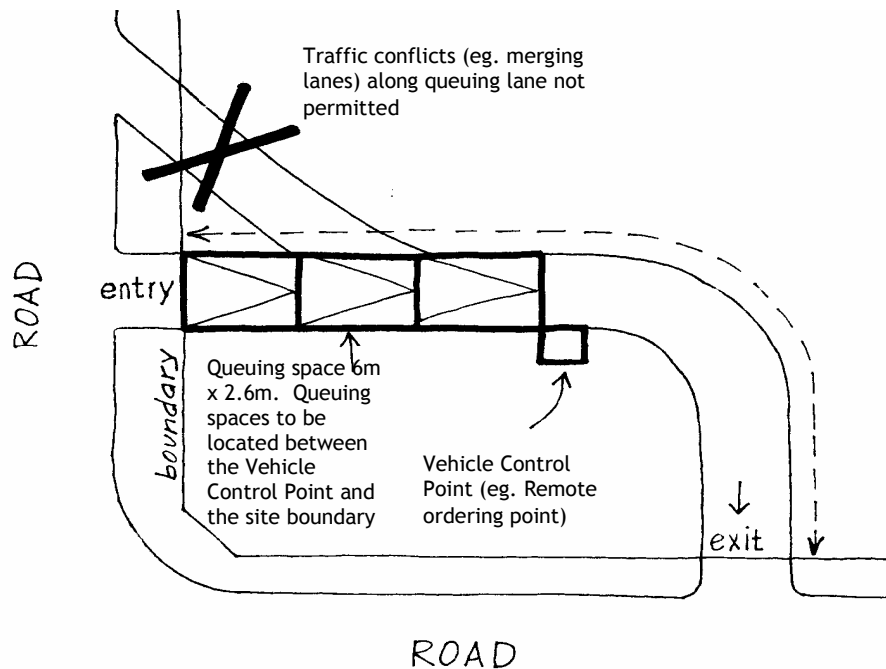 Traffic conflicts (eg. merging
lanes) along queuing lane not
permitted
ROAD
entry
boundary
Queuing space 6m
x 2.6m. Queuing
spaces to be
located between
the Vehicle
Control Point and
the site boundary
Vehicle Control
Point (eg. Remote
ordering point)
exit
ROAD